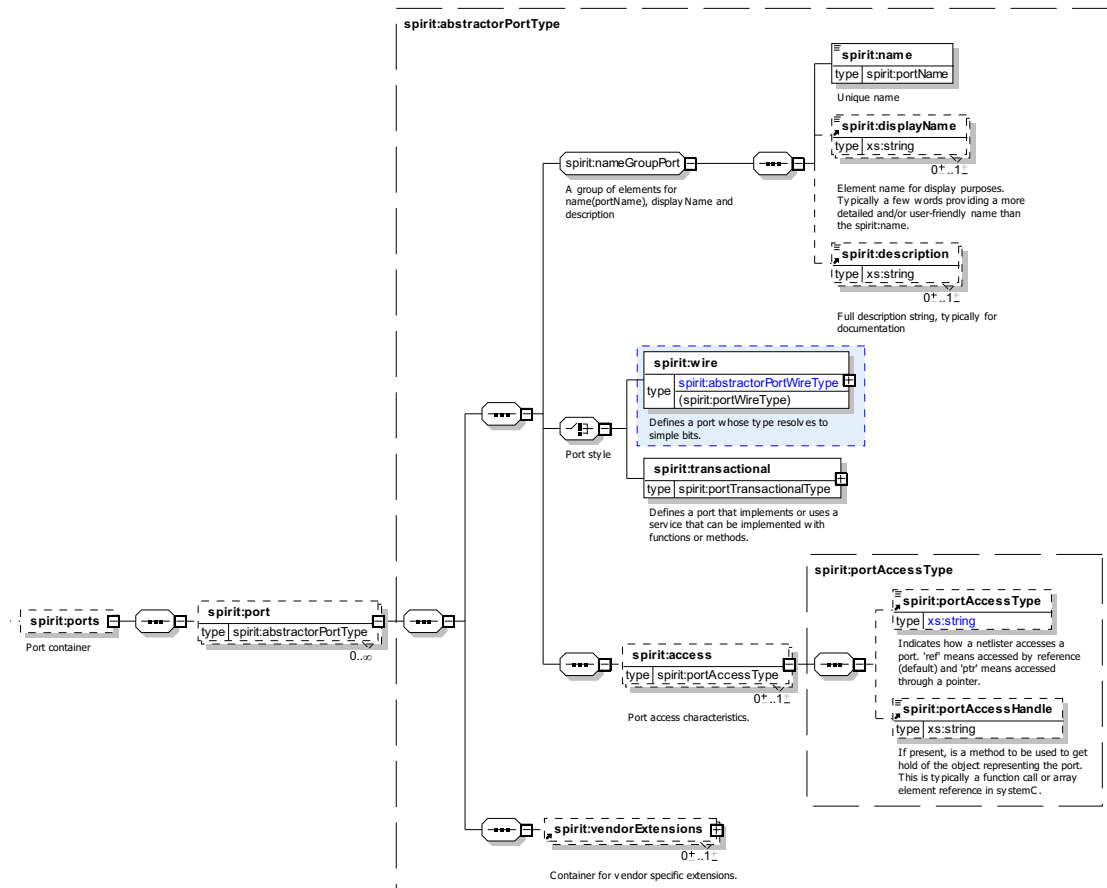 spirit:abstractorPortType
spirit:name
type spirit:portName
Unique name
spirit:displayName
type xs:string
0±..1±
Element name for display purposes.
Typically a few words providing a more
detailed and/or user-friendly name than
the spirit:name.
spirit:nameGroupPort
A group of elements for
name(portName), display Name and
description
spirit:description
type xs:string
0±..1±
Full description string, typically for
documentation
spirit:wire
type spirit:abstractorPortWireType
(spirit:portWireType)
Defines a port whose type resolves to
simple bits.
Port style
spirit:transactional
type spirit:portTransactionalType
Defines a port that implements or uses a
service that can be implemented with
functions or methods.
spirit:portAccessType
spirit:portAccessType
type xs:string
Indicates how a netlister accesses a
port. 'ref' means accessed by reference
(default) and 'ptr' means accessed
through a pointer.
spirit:ports
Port container
spirit:port
type spirit:abstractorPortType
0..∞
spirit:access
type spirit:portAccessType
0±..1±
Port access characteristics.
spirit:portAccessHandle
type xs:string
If present, is a method to be used to get
hold of the object representing the port.
This is typically a function call or array
element reference in systemC.
spirit:vendorExtensions
0±..1±
Container for vendor specific extensions.